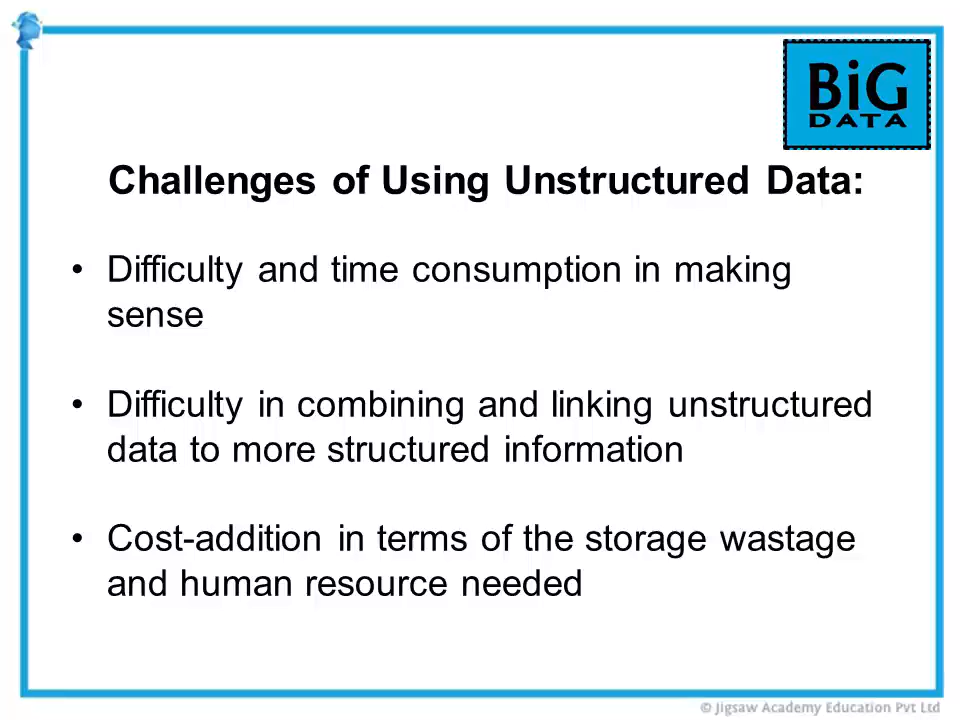 BiG
DATA
Challenges of Using Unstructured Data:
• Difficulty and time consumption in making
sense
• Difficulty in combining and linking unstructured
data to more structured information
• Cost-addition in terms of the storage wastage
and human resource needed
© Jigsaw Academy Education Pvt Ltd